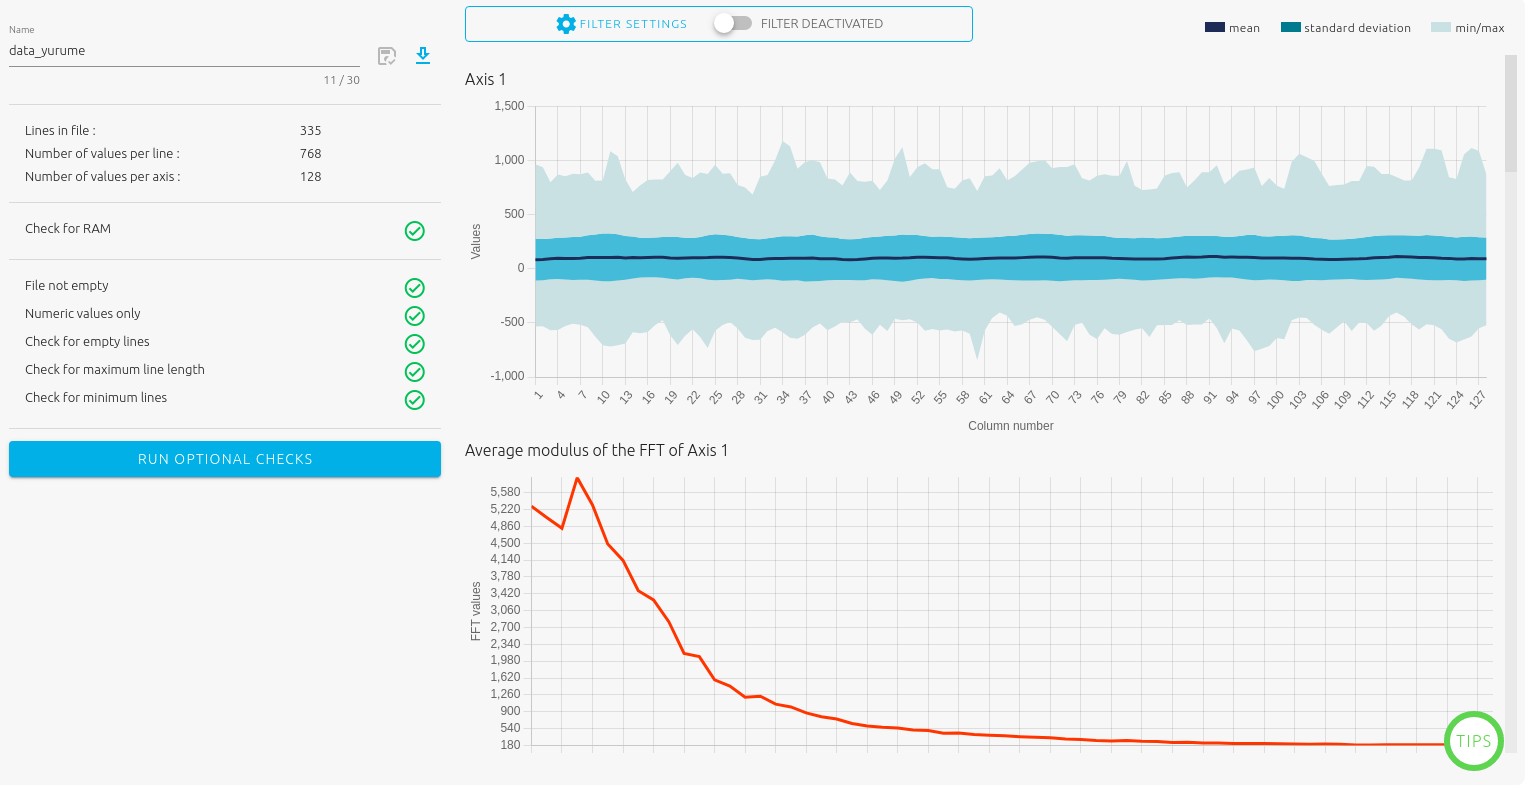 Name
data_yurume
11 / 30
Lines in file : 335
Number of values per line : 768
Number of values per axis : 128
Check for RAM
File not empty
Numeric values only
Check for empty lines
Check for maximum line length
Check for minimum lines
RUN OPTIONAL CHECKS
FILTER SETTINGS FILTER DEACTIVATED
mean standard deviation min/max
Axis 1
1,500
1,000
500
0
-500
-1,000
Values
1 4 7 10 13 16 19 22 25 28 31 34 37 40 43 46 49 52 55 58 61 64 67 70 73 76 79 82 85 88 91 94 97 100 103 106 109 112 115 118 121 124 127
Column number
Average modulus of the FFT of Axis 1
5,580
5,220
4,860
4,500
4,140
3,780
3,420
3,060
2,700
2,340
1,980
1,620
1,260
900
540
180
FFT values
TIPS